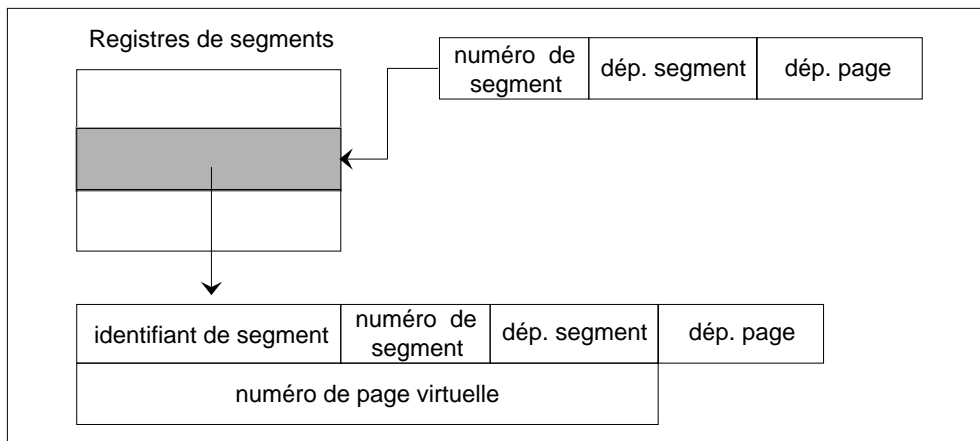 Registres de segments
numéro de
segment
dép. segment
dép. page
identifiant de segment
numéro de
segment
dép. segment
dép. page
numéro de page virtuelle